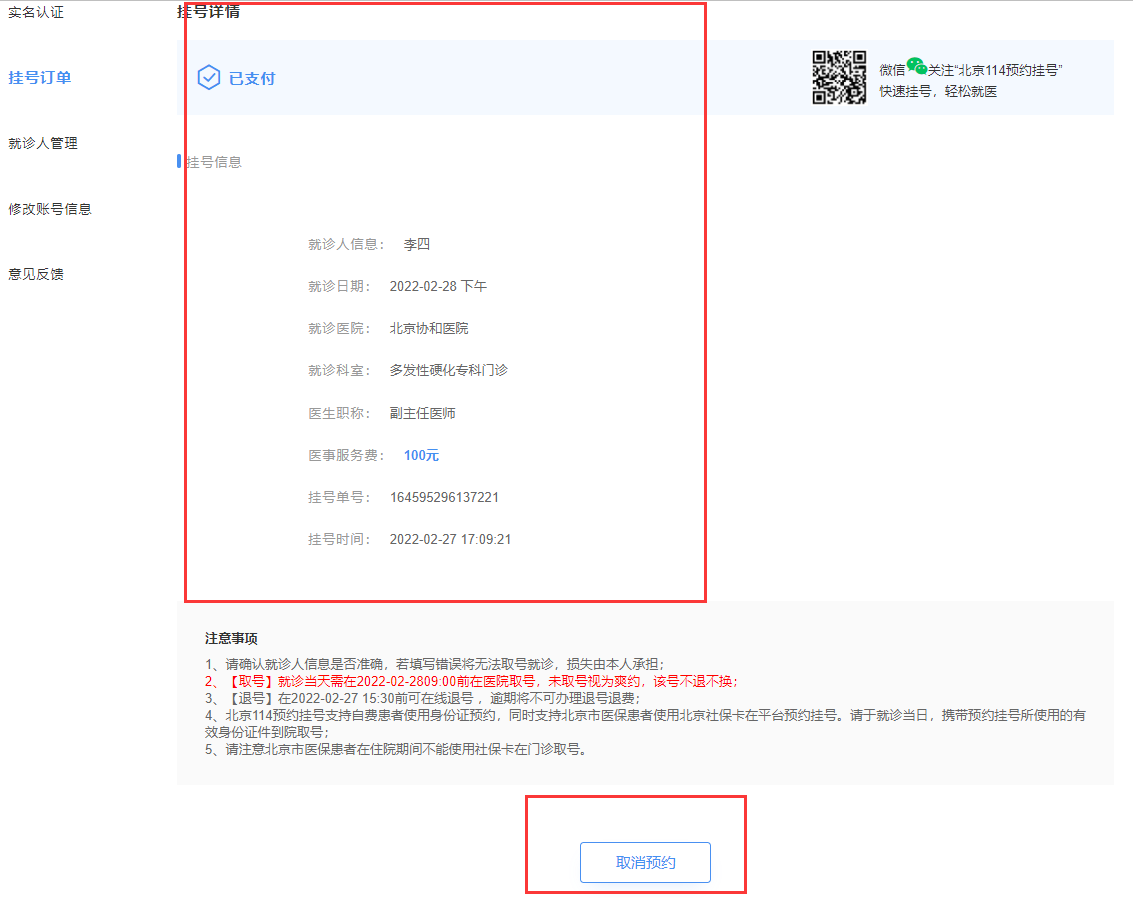 实名认证
挂号订单
就诊人管理
修改账号信息
意见反馈
挂号详情
已支付
微信关注“北京114预约挂号”
快速挂号，轻松就医
挂号信息
就诊人信息： 李四
就诊日期： 2022-02-28 下午
就诊医院： 北京协和医院
就诊科室： 多发性硬化专科门诊
医生职称： 副主任医师
医事服务费： 100元
挂号单号： 164595296137221
挂号时间： 2022-02-27 17:09:21
注意事项
1、请确认就诊人信息是否准确，若填写错误将无法取号就诊，损失由本人承担；
2、【取号】就诊当天需在2022-02-2809:00前在医院取号，未取号视为爽约，该号不退不换；
3、【退号】在2022-02-27 15:30前可在线退号 ，逾期将不可办理退号退费；
4、北京114预约挂号支持自费患者使用身份证预约，同时支持北京市医保患者使用北京社保卡在平台预约挂号。请于就诊当日，携带预约挂号所使用的有
效身份证件到院取号；
5、请注意北京市医保患者在住院期间不能使用社保卡在门诊取号。
取消预约